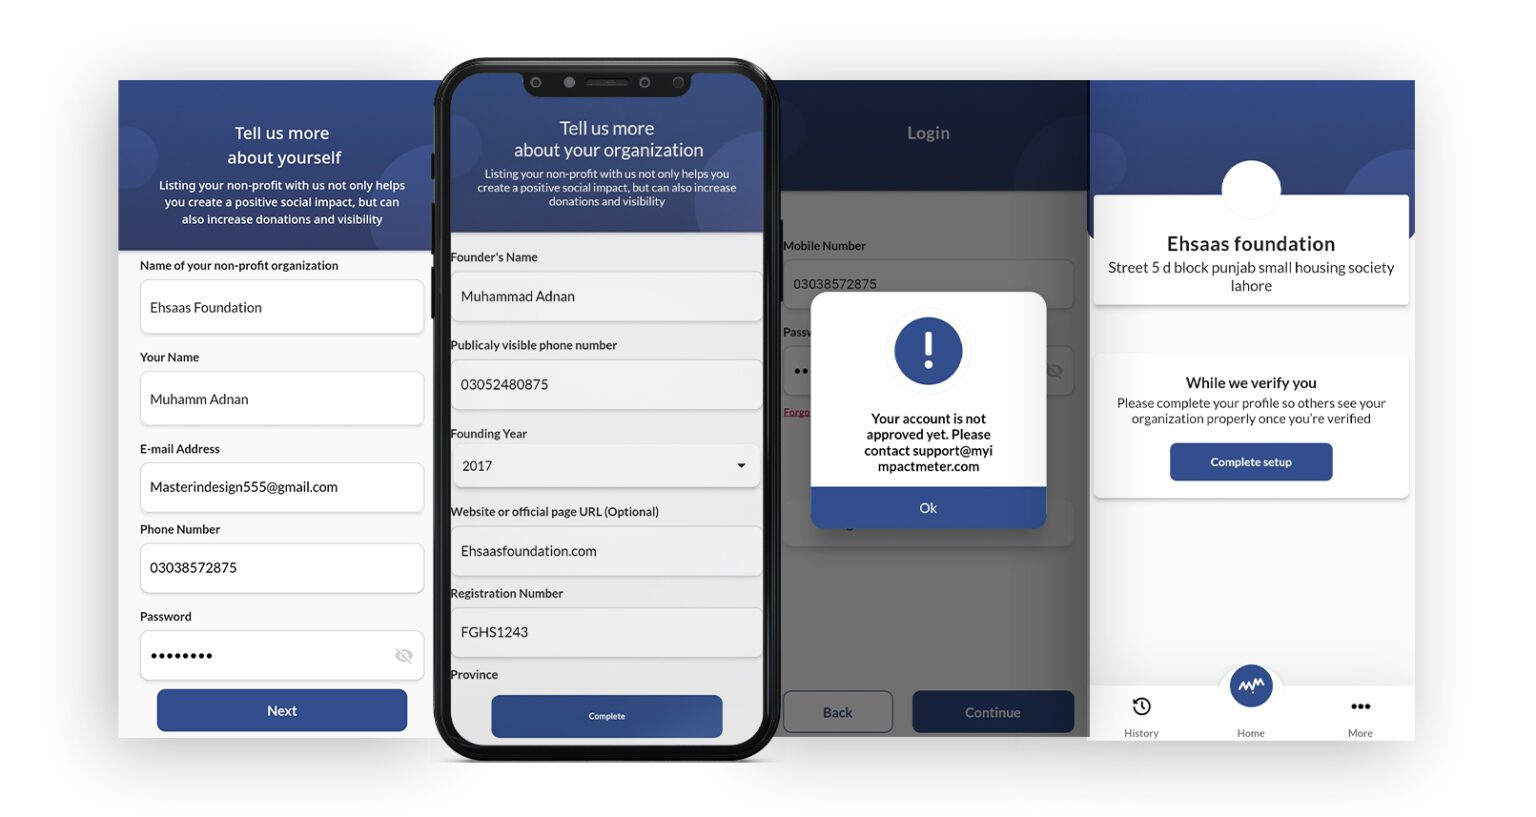 Tell us more
about yourself
Listing your non-profit with us not only helps
you create a positive social impact, but can
also increase donations and visibility
Name of your non-profit organization
Ehsaas Foundation
Your Name
Muhamm Adnan
E-mail Address
Masterindesign555@gmail.com
Phone Number
03038572875
Password
••••••••
Next
Tell us more
about your organization
Listing your non-profit with us not only helps you
create a positive social impact, but can also increase
donations and visibility
Founder's Name
Muhammad Adnan
Publicaly visible phone number
03052480875
Founding Year
2017
Website or official page URL (Optional)
Ehsaasfoundation.com
Registration Number
FGHS1243
Province
Complete
Login
Mobile Number
03038572875
Your account is not
approved yet. Please
contact support@myi
mpactmeter.com
Ok
Back
Continue
Ehsaas foundation
Street 5 d block punjab small housing society
lahore
While we verify you
Please complete your profile so others see your
organization properly once you're verified
Complete setup
History
Home
More